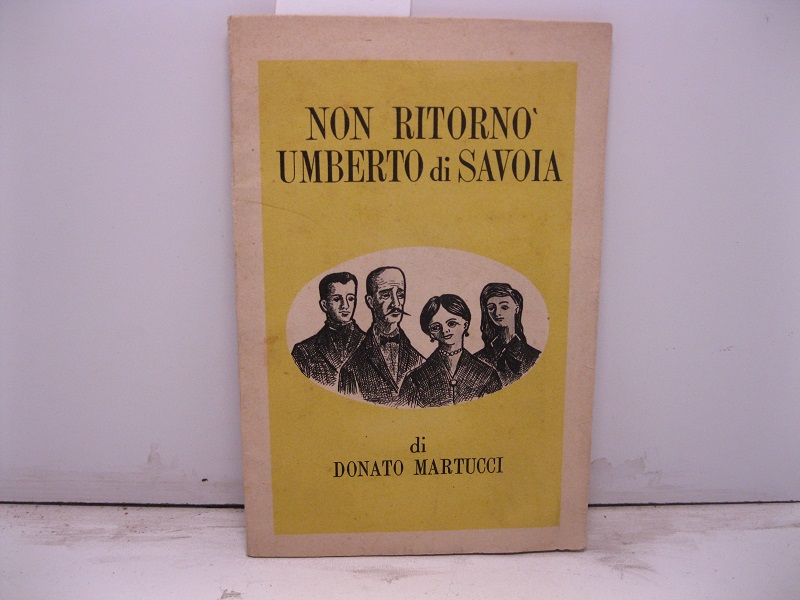 NON RITORNO'
UMBERTO di SAVOIA
di
DONATO MARTUCCI